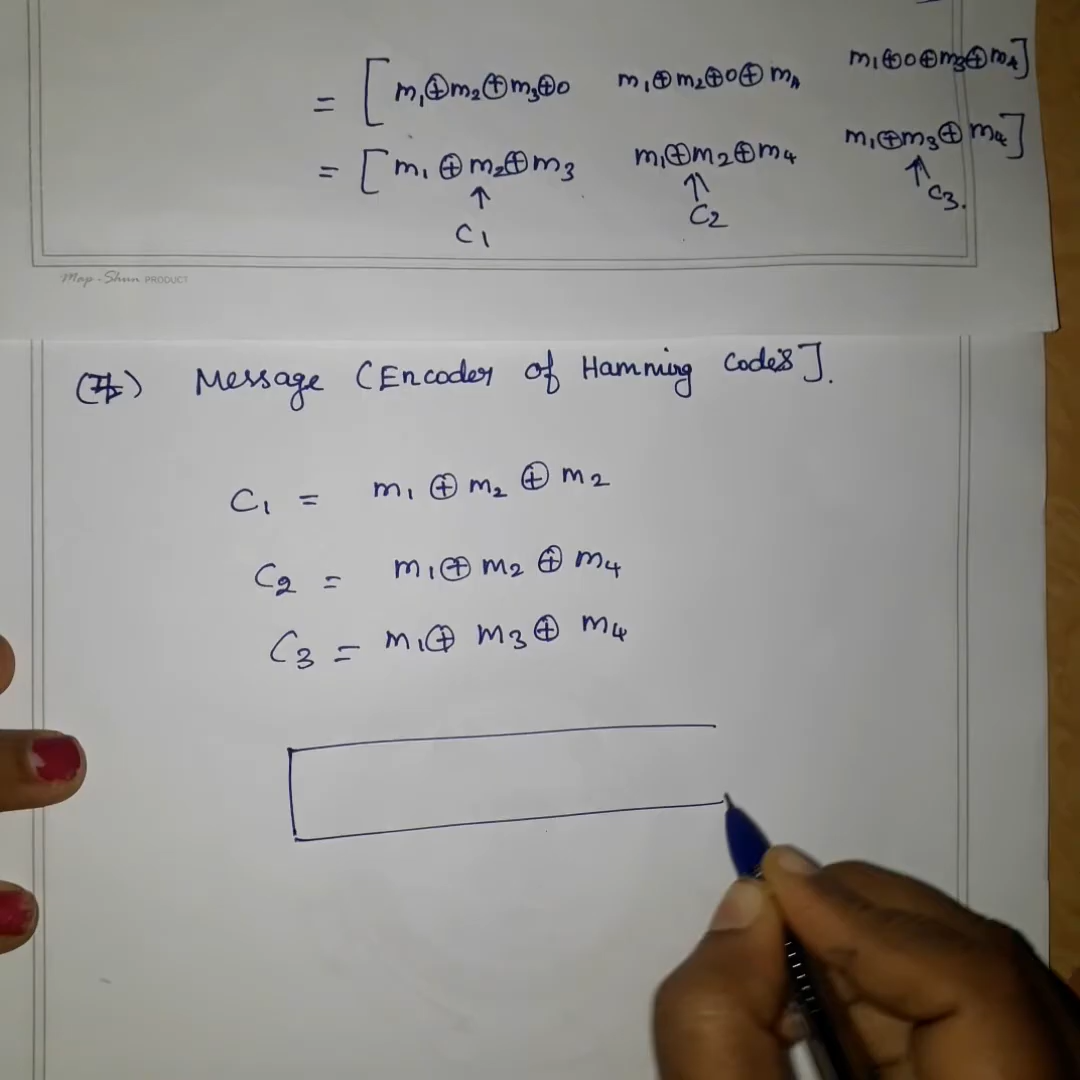 = [ m₁⊕m₂⊕m₃⊕0 m₁⊕m₂⊕0⊕m₄ m₁⊕0⊕m₃⊕m₄]
= [ m₁ ⊕ m₂⊕ m₃ m₁⊕m₂⊕m₄ m₁⊕m₃⊕ m₄]
↑ ↑ ↑
C1 C2 C3.
Map-Shun PRODUCT
Message (Encoder of Hamming Codes].
C₁ = m₁ ⊕ m₂ ⊕ m₂
C₂ = m₁⊕ m₂ ⊕ m₄
C₃ = m₁⊕ m₃⊕ m₄